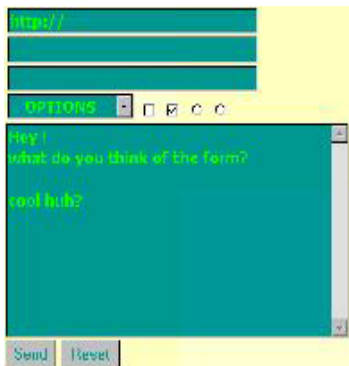 http://
OPTIONS
Hey !
what do you think of the form?
cool huh?
Send Reset